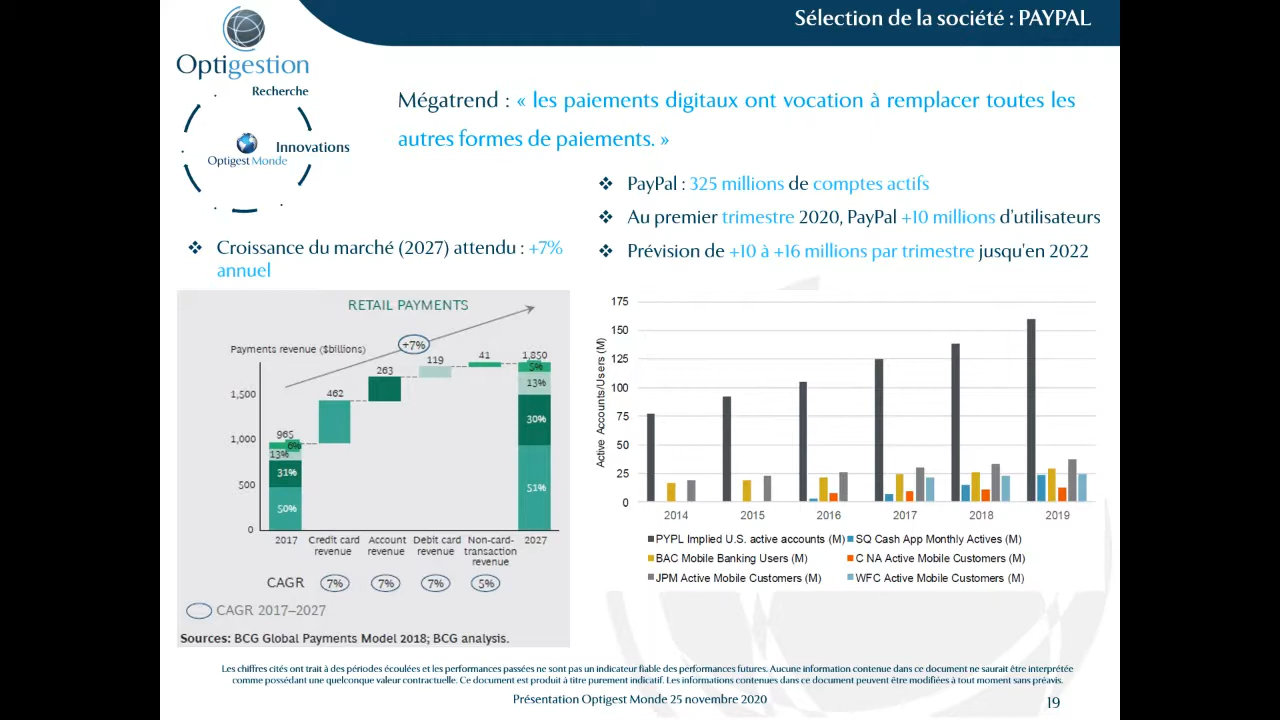 Sélection de la société : PAYPAL
Optigestion
Recherche
Innovations
Optigest Monde
Mégatrend : « les paiements digitaux ont vocation à remplacer toutes les
autres formes de paiements. »
❖ PayPal : 325 millions de comptes actifs
❖ Au premier trimestre 2020, PayPal +10 millions d'utilisateurs
❖ Prévision de +10 à +16 millions par trimestre jusqu'en 2022
❖ Croissance du marché (2027) attendu : +7%
annuel
RETAIL PAYMENTS
Payments revenue ($billions)
+7%
1,500
1,000
500
0
965
6%
13%
31%
50%
462
263
119
41
1,850
5%
13%
30%
51%
2017
Credit card
revenue
Account
revenue
Debit card
revenue
Non-card-
transaction
revenue
2027
CAGR
7%
7%
7%
5%
CAGR 2017–2027
Sources: BCG Global Payments Model 2018; BCG analysis.
Active Accounts/Users (M)
175
150
125
100
75
50
25
0
2014
2015
2016
2017
2018
2019
PYPL Implied U.S. active accounts (M)
SQ Cash App Monthly Actives (M)
BAC Mobile Banking Users (M)
C NA Active Mobile Customers (M)
JPM Active Mobile Customers (M)
WFC Active Mobile Customers (M)
Les chiffres cités ont trait à des périodes écoulées et les performances passées ne sont pas un indicateur fiable des performances futures. Aucune information contenue dans ce document ne saurait être interprétée
comme possédant une quelconque valeur contractuelle. Ce document est produit à titre purement indicatif. Les informations contenues dans ce document peuvent être modifiées à tout moment sans préavis.
Présentation Optigest Monde 25 novembre 2020
19